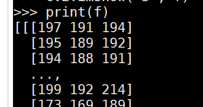 >>> print(f)
[[[197 191 194]
[195 189 192]
[194 188 191]
...,
[199 192 214]
[173 169 189]